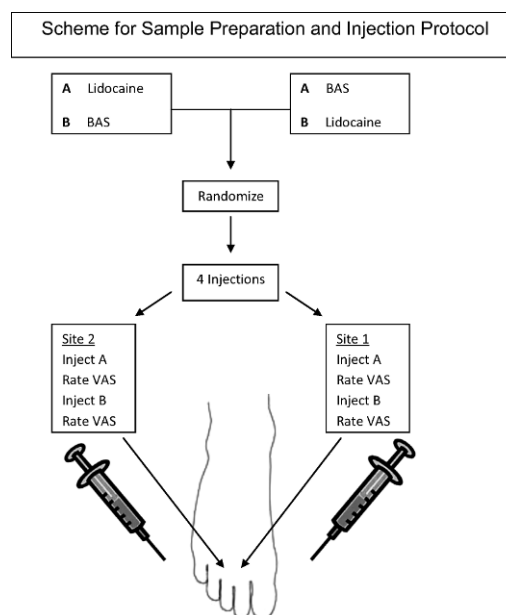 Scheme for Sample Preparation and Injection Protocol
A Lidocaine
B BAS
A BAS
B Lidocaine
Randomize
4 Injections
Site 2
Inject A
Rate VAS
Inject B
Rate VAS
Site 1
Inject A
Rate VAS
Inject B
Rate VAS